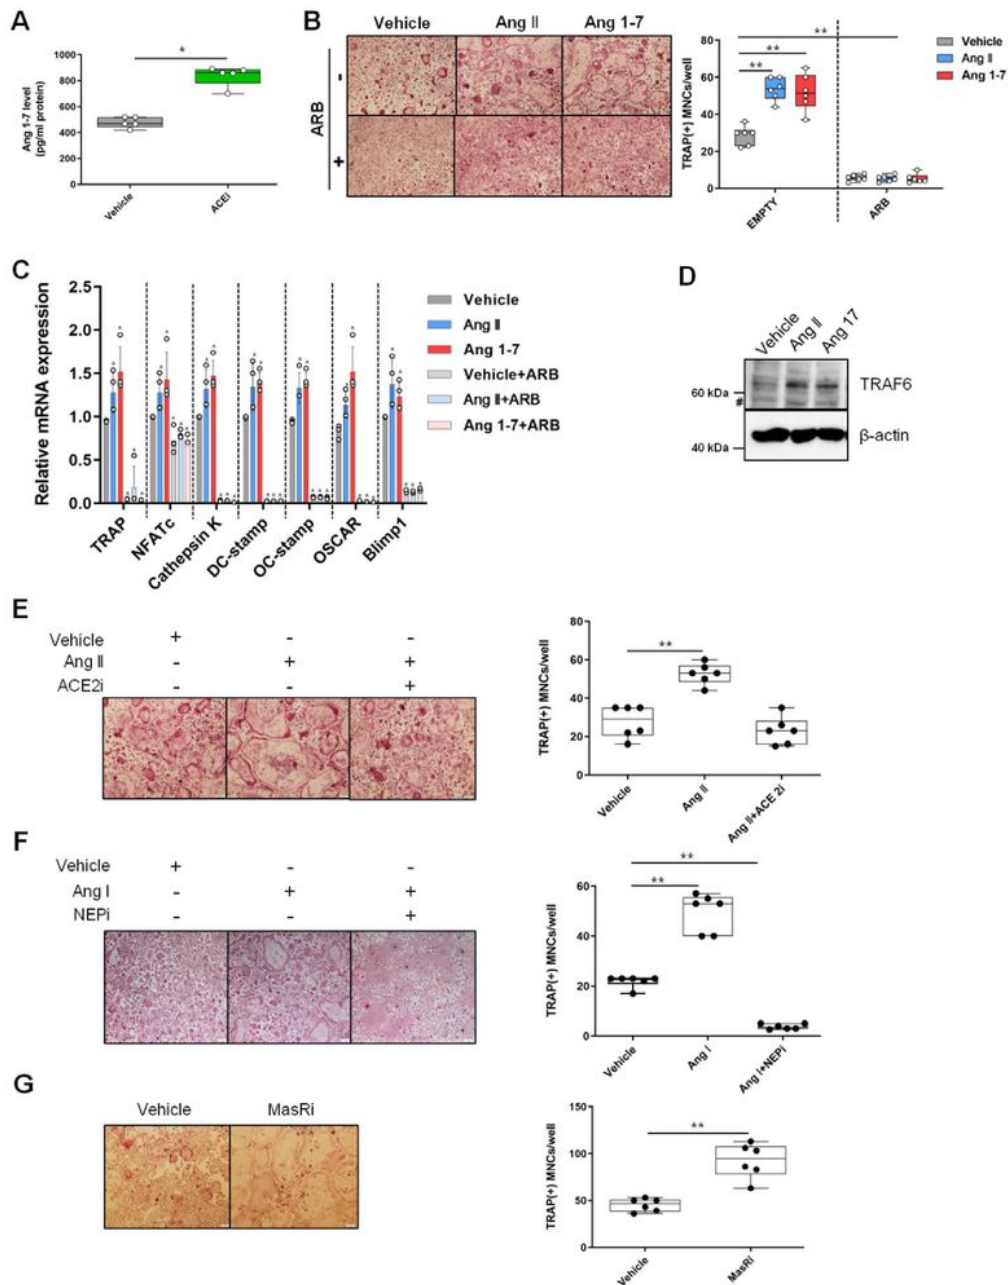 A
Ang 1-7 level
(pg/ml protein)
1000
800
600
400
200
0
*
Vehicle
ACEi
B
Vehicle Ang Ⅱ Ang 1-7
ARB
-
+
TRAP(+) MNCs/well
80
60
40
20
0
**
**
**
EMPTY
ARB
Vehicle
Ang Ⅱ
Ang 1-7
C
Relative mRNA expression
2.5
2.0
1.5
1.0
0.5
0.0
TRAP
NFATc
Cathepsin K
DC-stamp
OC-stamp
OSCAR
Blimp1
Vehicle
Ang Ⅱ
Ang 1-7
Vehicle+ARB
Ang Ⅱ+ARB
Ang 1-7+ARB
D
Vehicle
Ang Ⅱ
Ang 17
60 kDa
#
40 kDa
TRAF6
β-actin
E
Vehicle + - -
Ang Ⅱ - + +
ACE2i - - +
TRAP(+) MNCs/well
80
60
40
20
0
**
Vehicle
Ang Ⅱ
Ang Ⅱ+ACE 2i
F
Vehicle + - -
Ang Ⅰ - + +
NEPi - - +
TRAP(+) MNCs/well
60
40
20
0
**
**
Vehicle
Ang Ⅰ
Ang Ⅰ+NEPi
G
Vehicle MasRi
TRAP(+) MNCs/well
150
100
50
0
**
Vehicle
MasRi